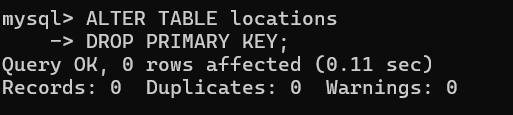 mysql> ALTER TABLE locations
    -> DROP PRIMARY KEY;
Query OK, 0 rows affected (0.11 sec)
Records: 0  Duplicates: 0  Warnings: 0